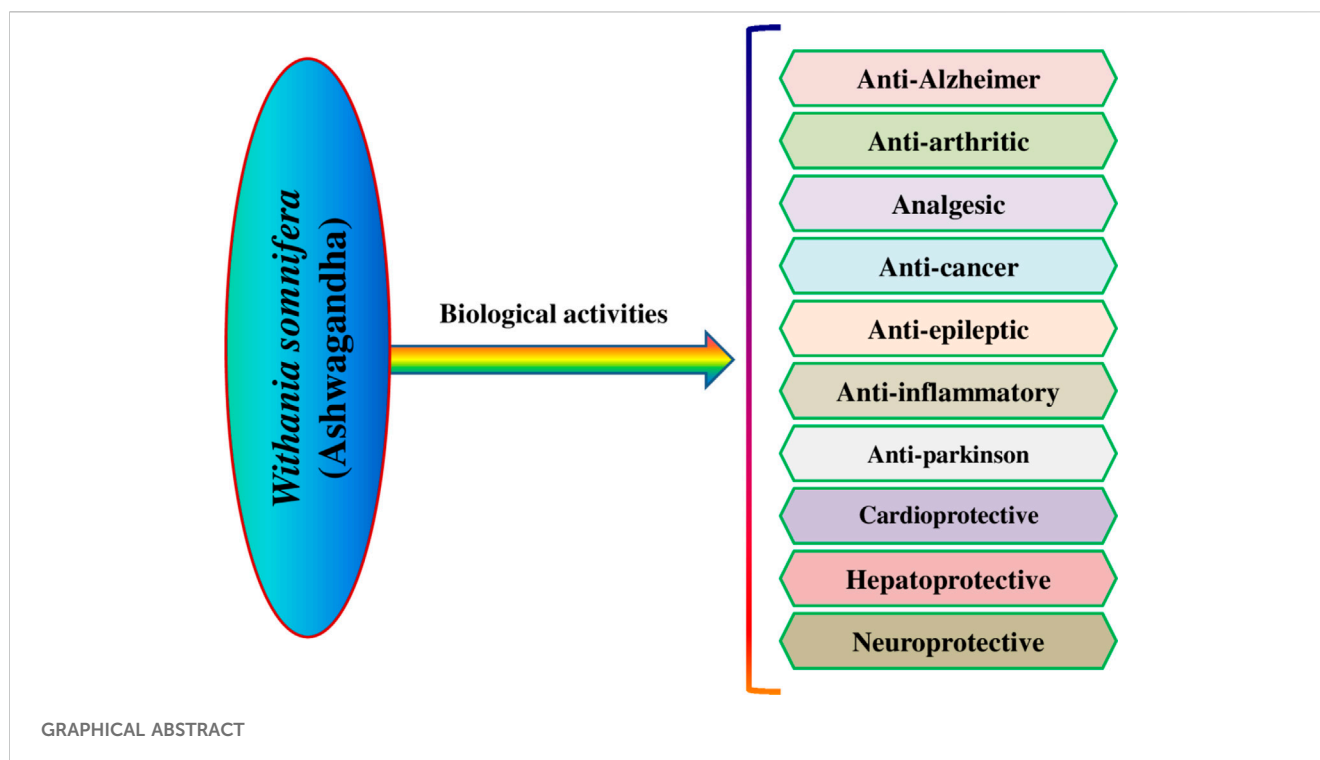 Withania somnifera
(Ashwagandha)
Biological activities
Anti-Alzheimer
Anti-arthritic
Analgesic
Anti-cancer
Anti-epileptic
Anti-inflammatory
Anti-parkinson
Cardioprotective
Hepatoprotective
Neuroprotective
GRAPHICAL ABSTRACT